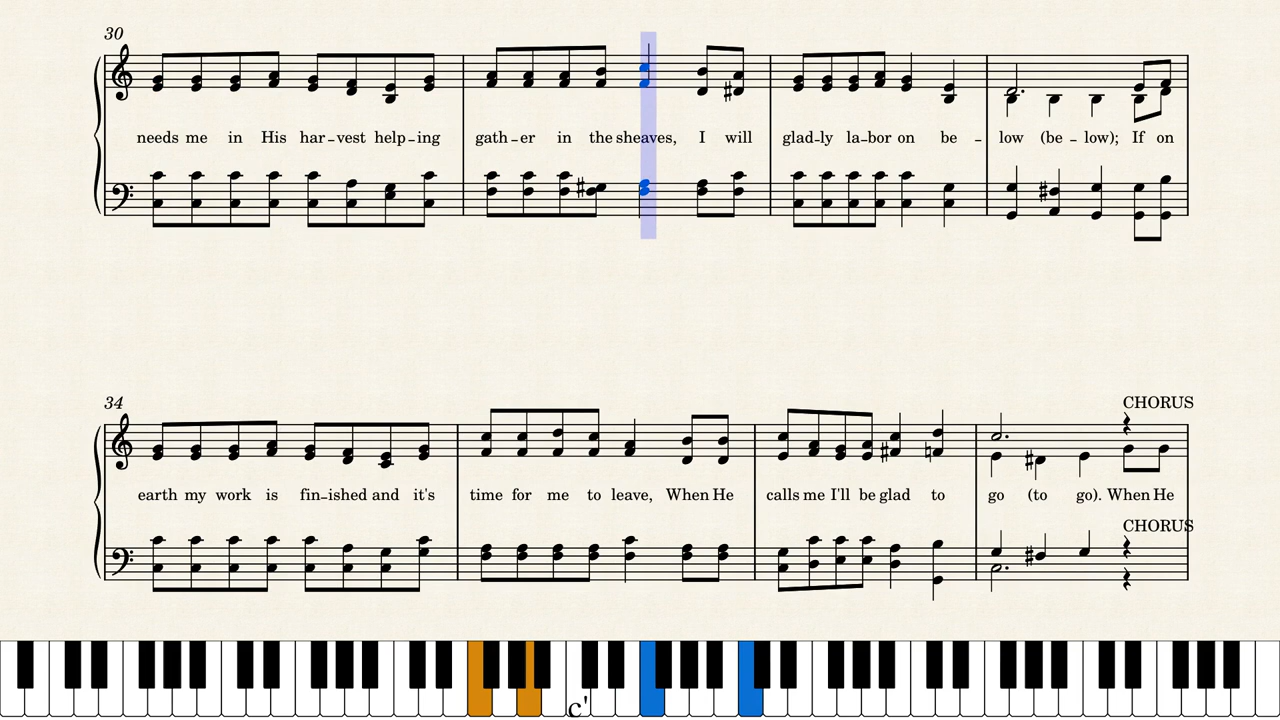 30
needs me in His har-vest help-ing gath-er in the sheaves, I will glad-ly la-bor on be - low (be - low); If on
34
CHORUS
earth my work is fin-ished and it's time for me to leave, When He calls me I'll be glad to go (to go). When He
CHORUS
c'